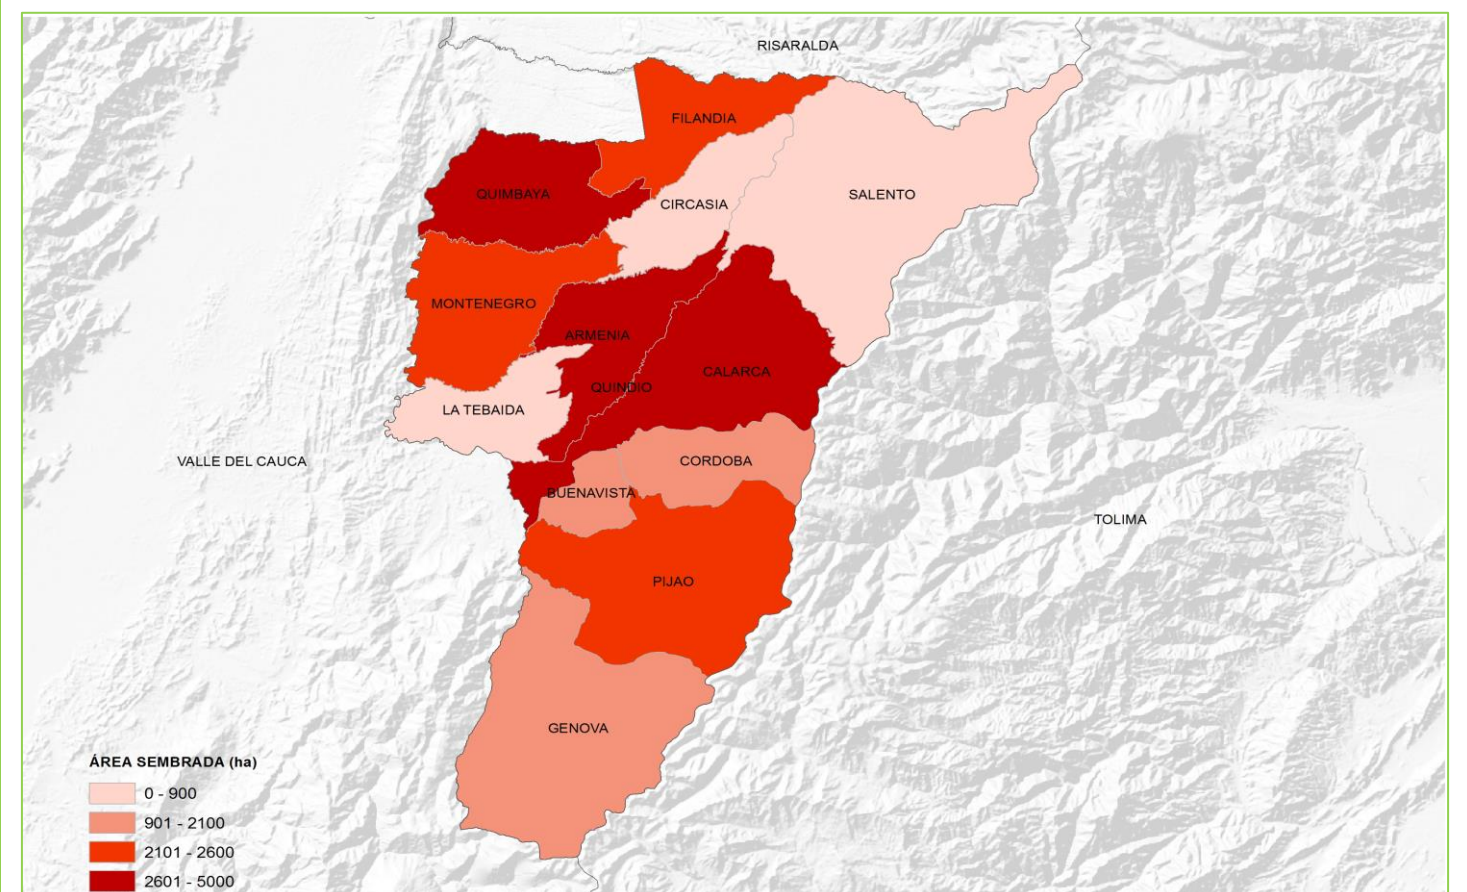 RISARALDA
FILANDIA
QUIMBAYA
SALENTO
CIRCASIA
MONTENEGRO
ARMENIA
CALARCA
QUINDIO
LA TEBAIDA
VALLE DEL CAUCA
CORDOBA
BUENAVISTA
TOLIMA
PIJAO
GENOVA
ÁREA SEMBRADA (ha)
0 - 900
901 - 2100
2101 - 2600
2601 - 5000